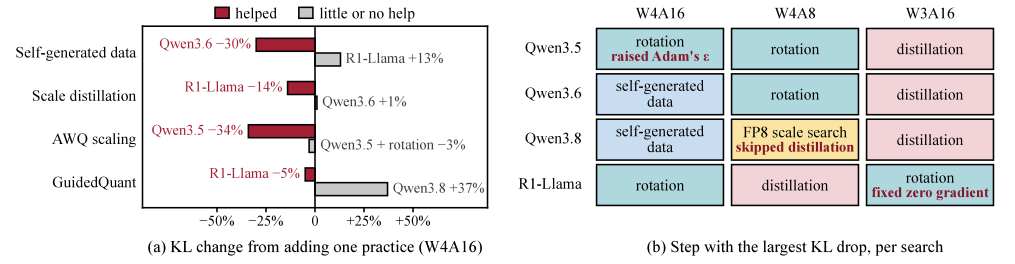 helped
little or no help
Self-generated data
Qwen3.6 −30%
R1-Llama +13%
Scale distillation
R1-Llama −14%
Qwen3.6 +1%
AWQ scaling
Qwen3.5 −34%
Qwen3.5 + rotation −3%
GuidedQuant
R1-Llama −5%
Qwen3.8 +37%
−50% −25% 0 +25% +50%
(a) KL change from adding one practice (W4A16)
W4A16 W4A8 W3A16
Qwen3.5
rotation
raised Adam's ε
rotation
distillation
Qwen3.6
self-generated
data
rotation
distillation
Qwen3.8
self-generated
data
FP8 scale search
skipped distillation
distillation
R1-Llama
rotation
distillation
rotation
fixed zero gradient
(b) Step with the largest KL drop, per search